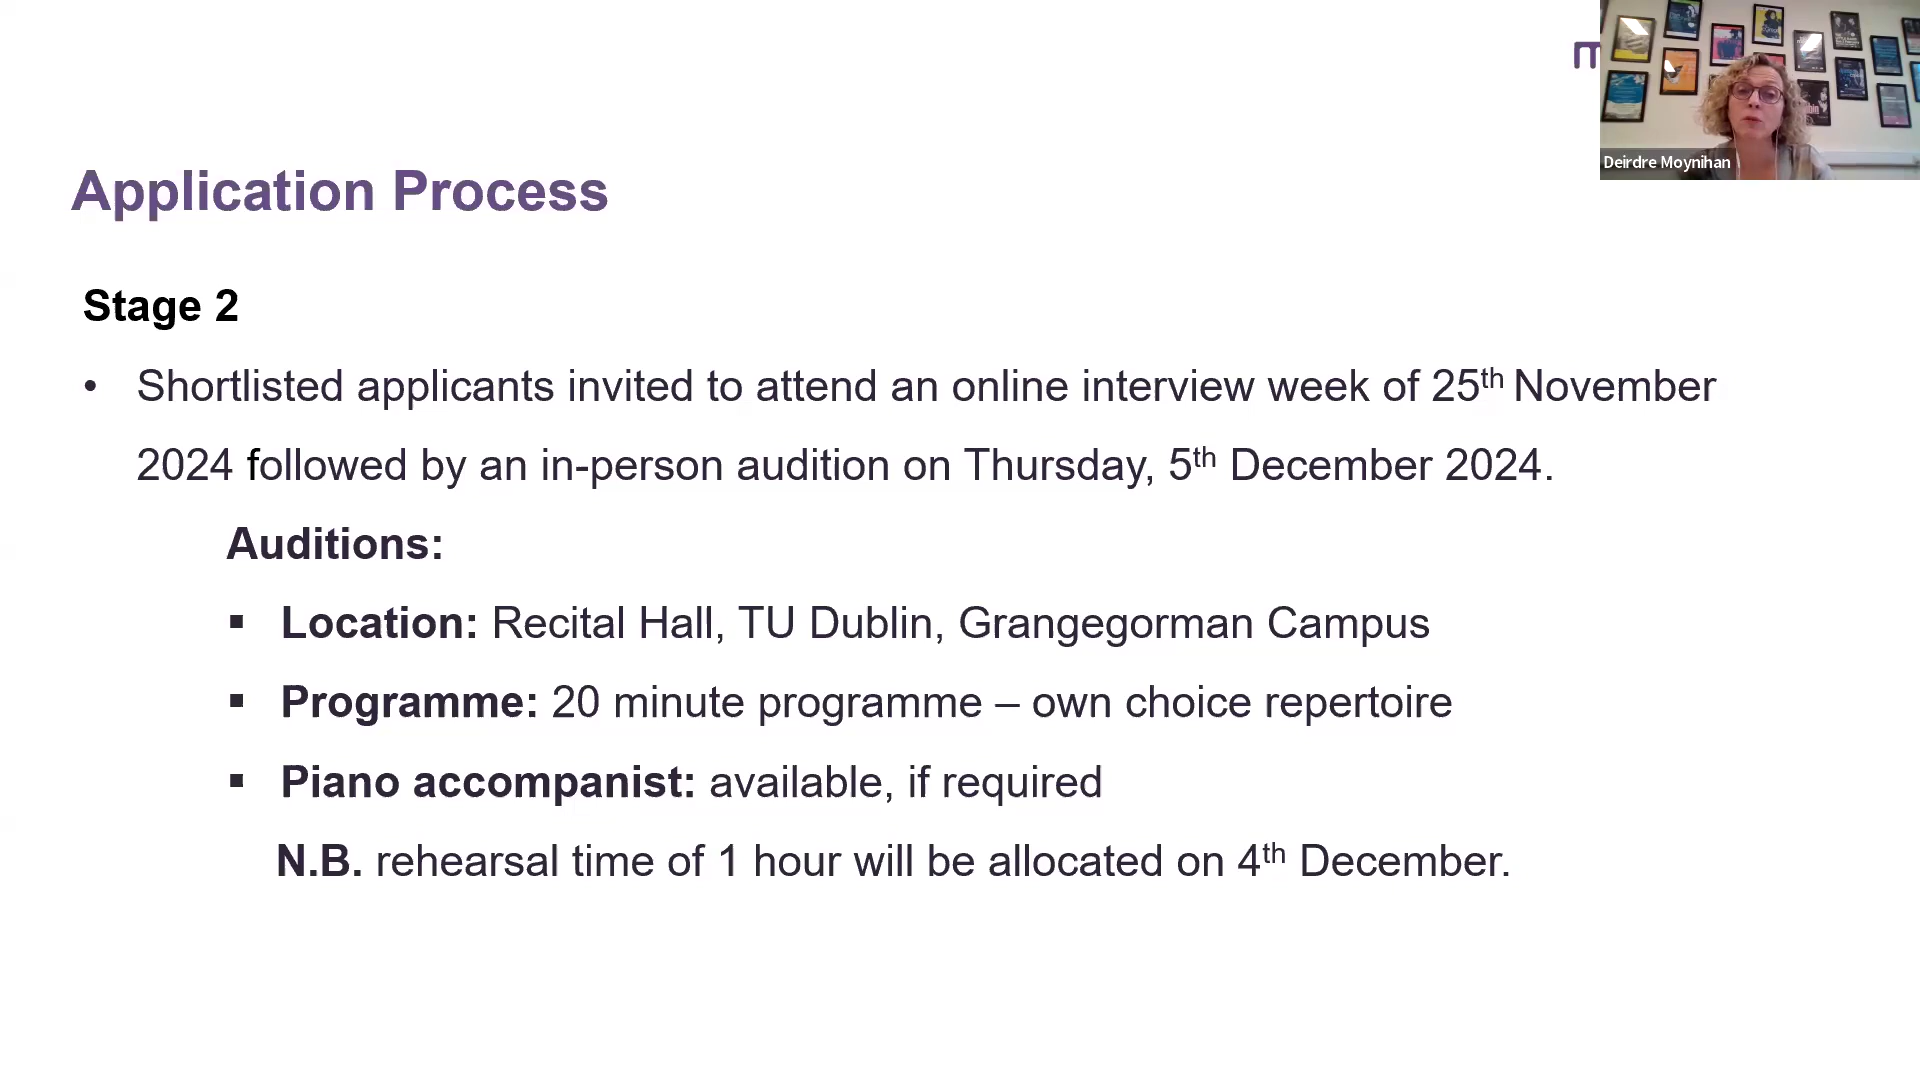 m
Deirdre Moynihan
Application Process
Stage 2
• Shortlisted applicants invited to attend an online interview week of 25th November
2024 followed by an in-person audition on Thursday, 5th December 2024.
Auditions:
▪ Location: Recital Hall, TU Dublin, Grangegorman Campus
▪ Programme: 20 minute programme – own choice repertoire
▪ Piano accompanist: available, if required
N.B. rehearsal time of 1 hour will be allocated on 4th December.